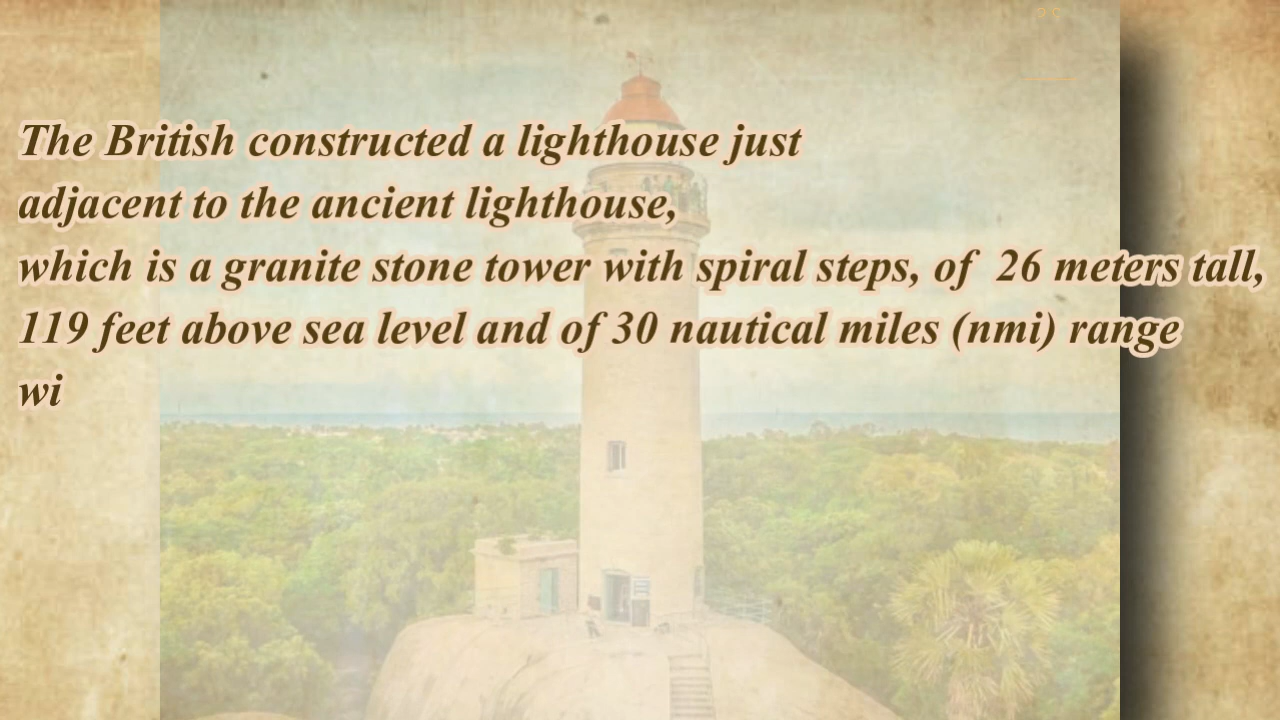 The British constructed a lighthouse just
adjacent to the ancient lighthouse,
which is a granite stone tower with spiral steps, of  26 meters tall,
119 feet above sea level and of 30 nautical miles (nmi) range
wi